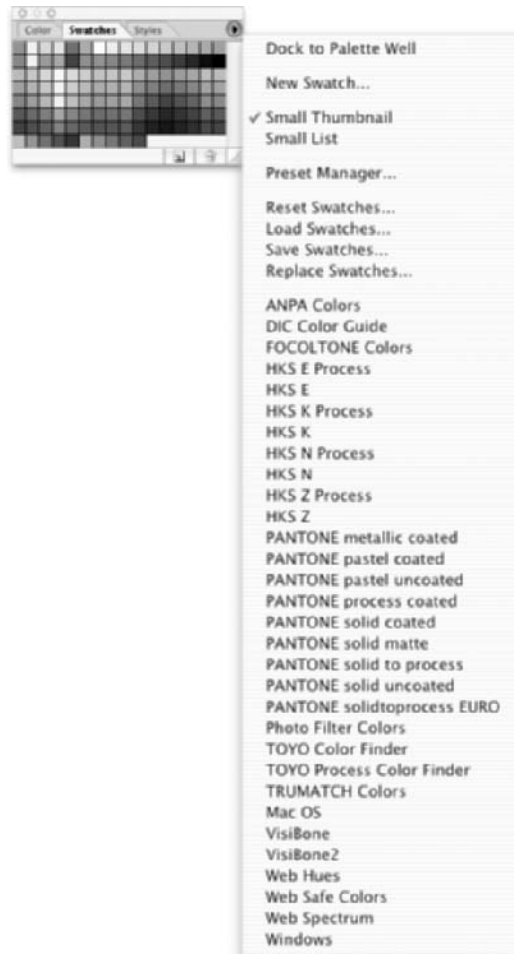 Color Swatches Styles
Dock to Palette Well
New Swatch...
✓ Small Thumbnail
Small List
Preset Manager...
Reset Swatches...
Load Swatches...
Save Swatches...
Replace Swatches...
ANPA Colors
DIC Color Guide
FOCOLTONE Colors
HKS E Process
HKS E
HKS K Process
HKS K
HKS N Process
HKS N
HKS Z Process
HKS Z
PANTONE metallic coated
PANTONE pastel coated
PANTONE pastel uncoated
PANTONE process coated
PANTONE solid coated
PANTONE solid matte
PANTONE solid to process
PANTONE solid uncoated
PANTONE solidtoprocess EURO
Photo Filter Colors
TOYO Color Finder
TOYO Process Color Finder
TRUMATCH Colors
Mac OS
VisiBone
VisiBone2
Web Hues
Web Safe Colors
Web Spectrum
Windows